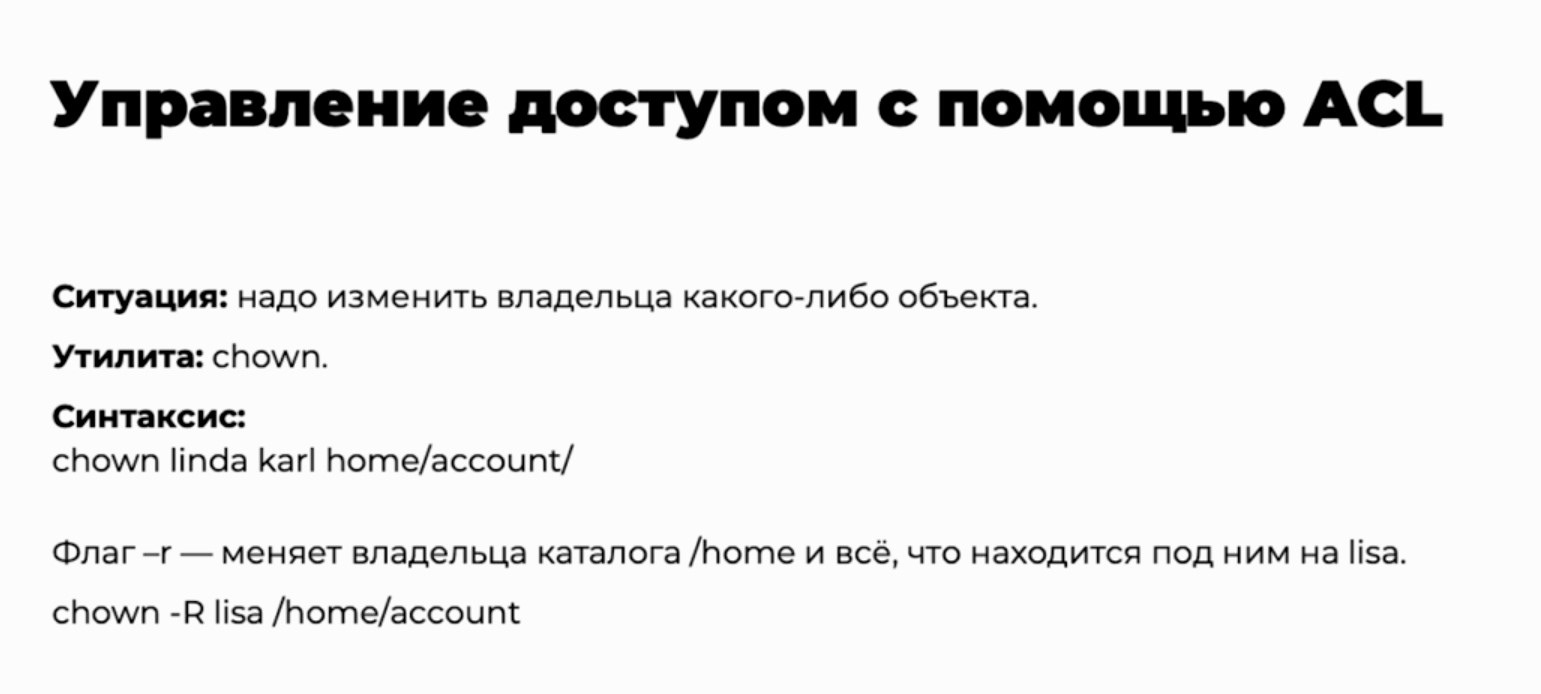 Управление доступом с помощью ACL
Ситуация: надо изменить владельца какого-либо объекта.
Утилита: chown.
Синтаксис:
chown linda karl home/account/
Флаг –r — меняет владельца каталога /home и всё, что находится под ним на lisa.
chown -R lisa /home/account